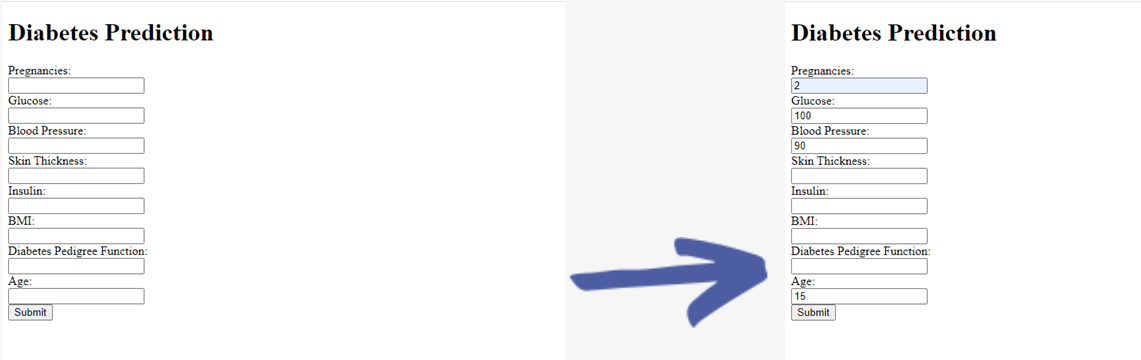 Diabetes Prediction
Pregnancies:
Glucose:
Blood Pressure:
Skin Thickness:
Insulin:
BMI:
Diabetes Pedigree Function:
Age:
Submit
Diabetes Prediction
Pregnancies:
2
Glucose:
100
Blood Pressure:
90
Skin Thickness:
Insulin:
BMI:
Diabetes Pedigree Function:
Age:
15
Submit